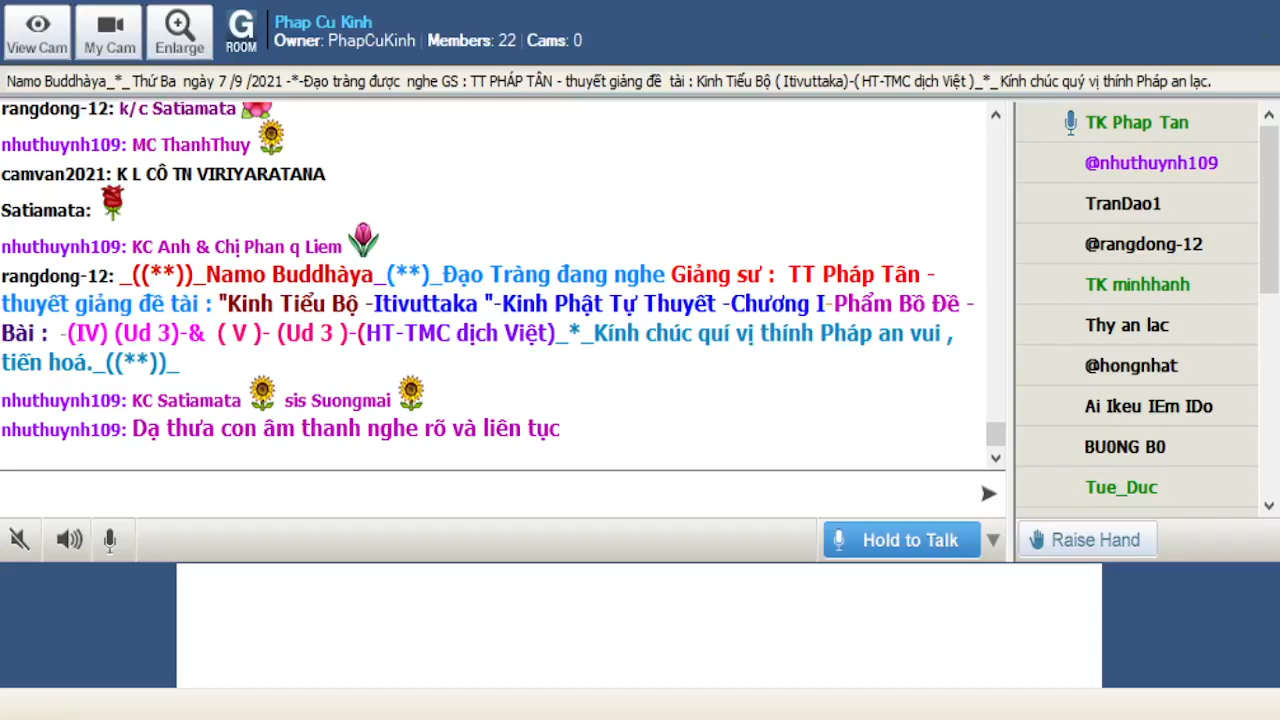 Phap Cu Kinh
View Cam My Cam Enlarge G ROOM Owner: PhapCuKinh Members: 22 Cams: 0
Namo Buddhàya_*_Thứ Ba ngày 7 /9 /2021 -*-Đạo tràng được nghe GS : TT PHÁP TÂN - thuyết giảng đề tài : Kinh Tiểu Bộ ( Itivuttaka)-( HT-TMC dịch Việt )_*_Kính chúc quý vị thính Pháp an lạc.
rangdong-12: k/c Satiamata
nhuthuynh109: MC ThanhThuy
camvan2021: K L CÔ TN VIRIYARATANA
Satiamata:
nhuthuynh109: KC Anh & Chị Phan q Liem
rangdong-12: _((**))_Namo Buddhàya_(**)_Đạo Tràng đang nghe Giảng sư : TT Pháp Tân -
thuyết giảng đề tài : "Kinh Tiểu Bộ -Itivuttaka "-Kinh Phật Tự Thuyết -Chương I-Phẩm Bồ Đề -
Bài : -(IV) (Ud 3)-& ( V )- (Ud 3 )-(HT-TMC dịch Việt)_*_Kính chúc quí vị thính Pháp an vui ,
tiến hoá._((**))_
nhuthuynh109: KC Satiamata sis Suongmai
nhuthuynh109: Dạ thưa con âm thanh nghe rõ và liên tục
TK Phap Tan
@nhuthuynh109
TranDao1
@rangdong-12
TK minhhanh
Thy an lac
@hongnhat
Ai Ikeu IEm IDo
BU0NG B0
Tue_Duc
Hold to Talk
Raise Hand